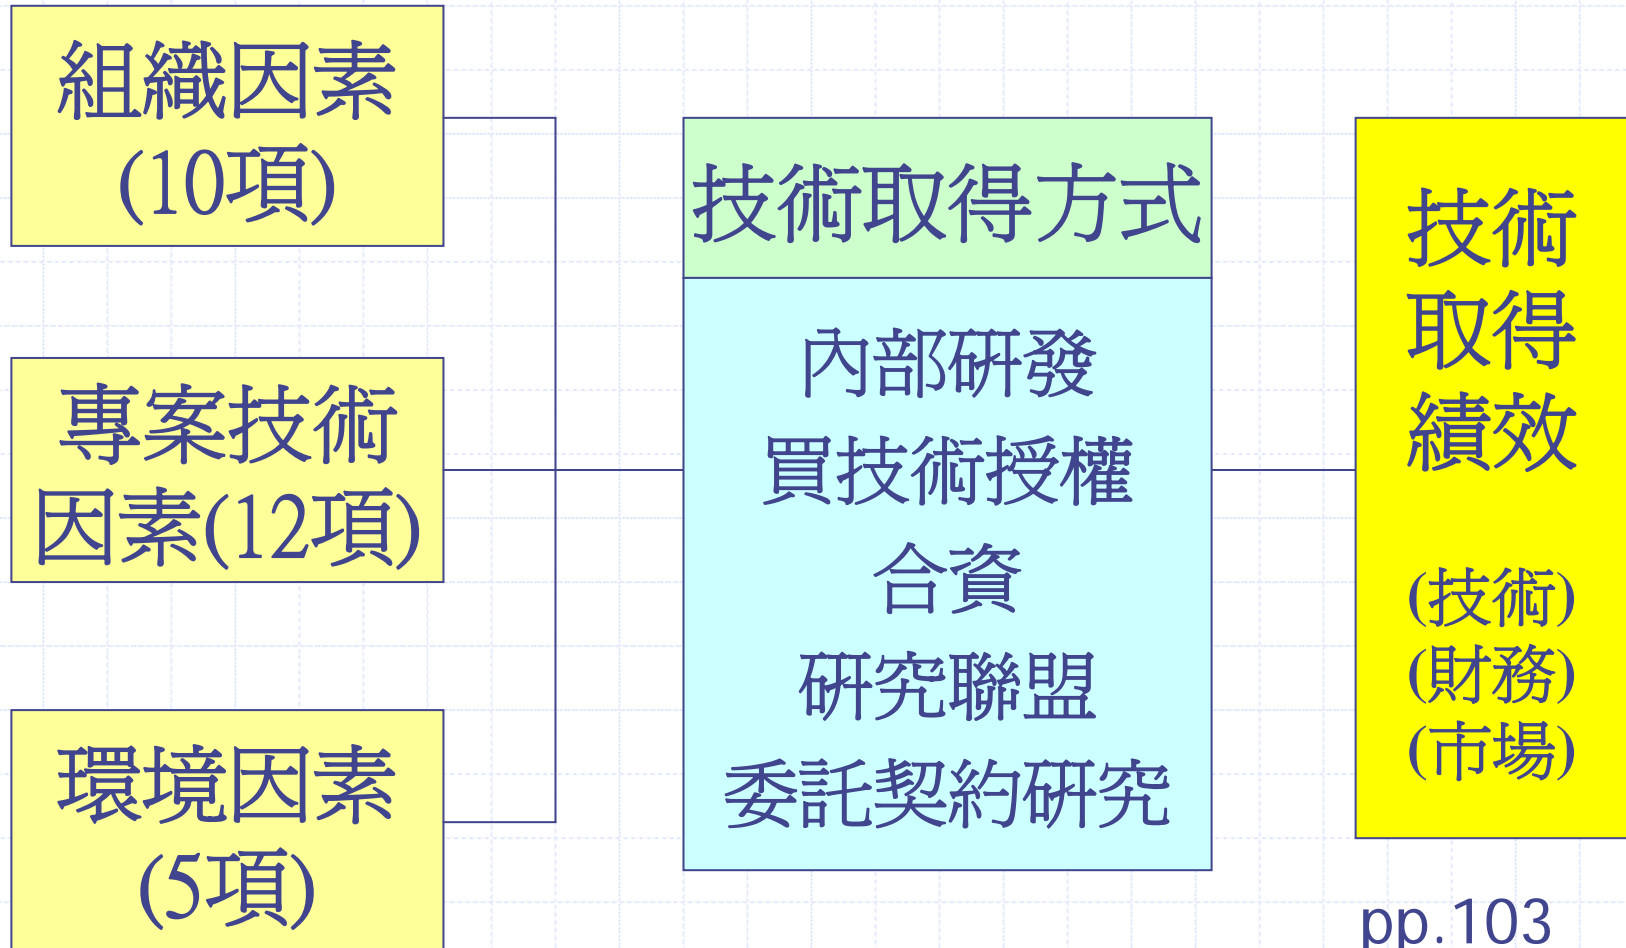 組織因素
(10項)
專案技術
因素(12項)
環境因素
(5項)
技術取得方式
內部研發
買技術授權
合資
研究聯盟
委託契約研究
技術
取得
績效
(技術)
(財務)
(市場)
pp.103